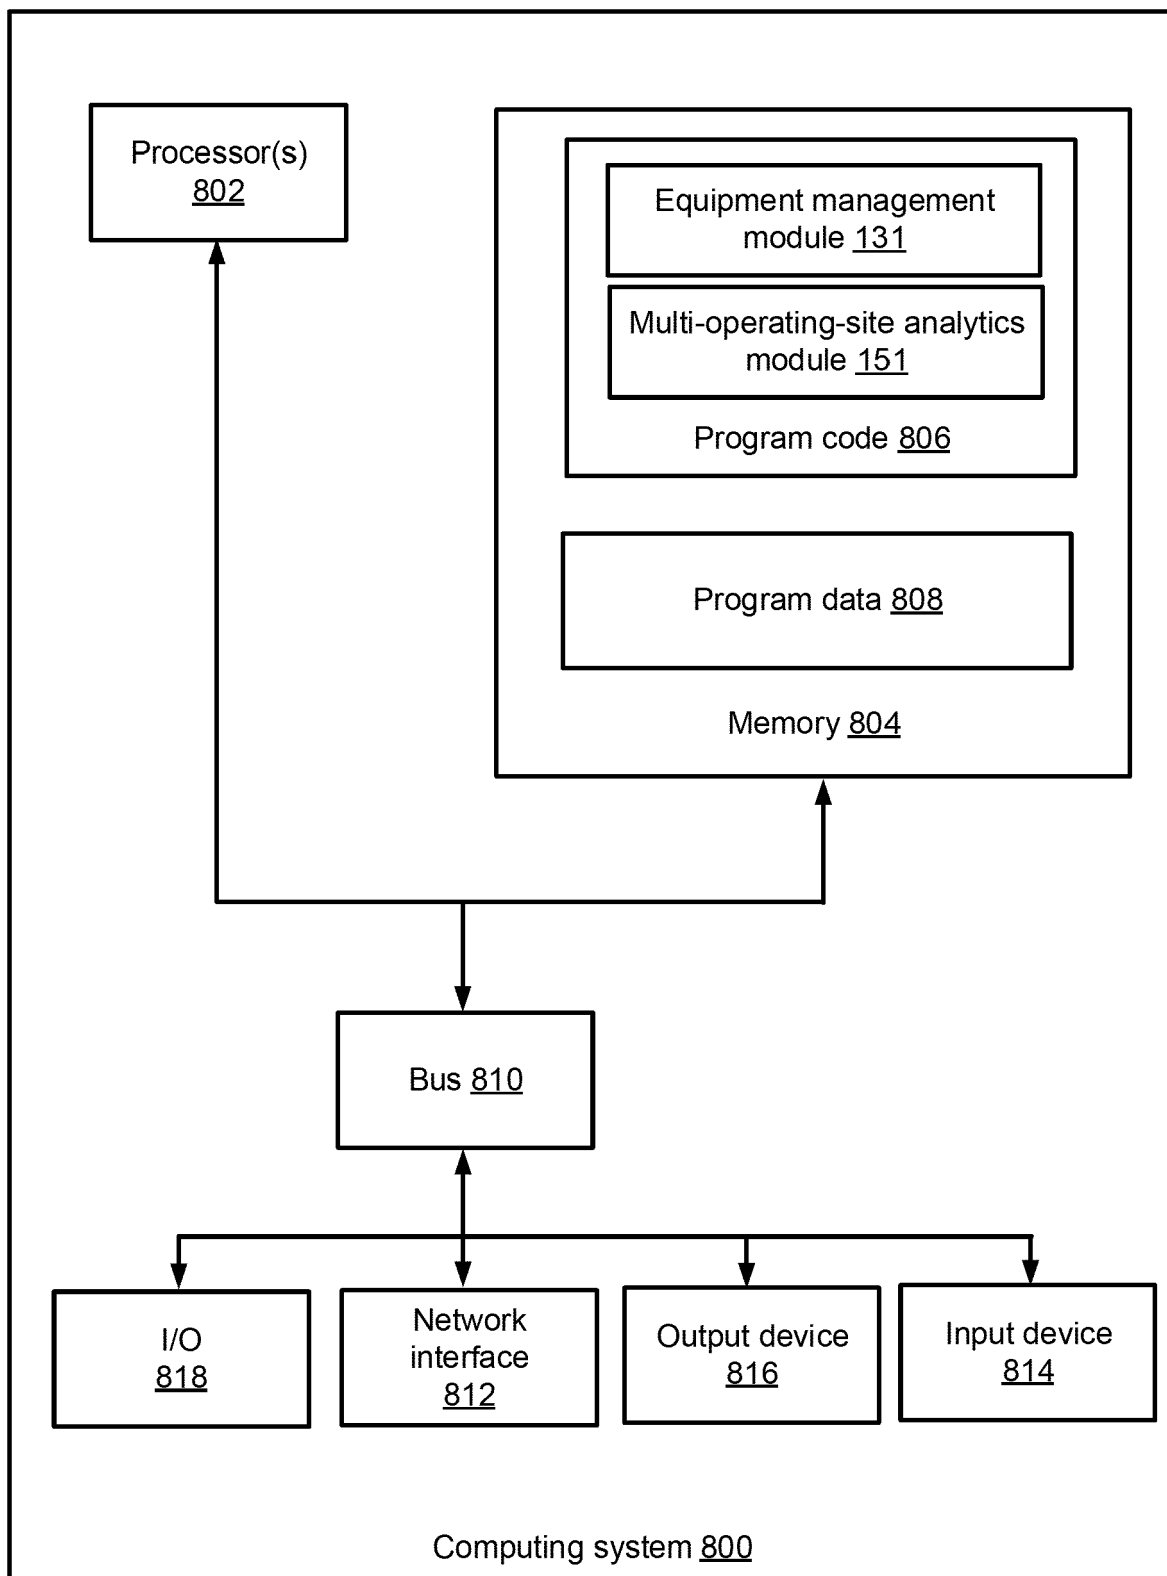 Processor(s)
802
Equipment management
module 131
Multi-operating-site analytics
module 151
Program code 806
Program data 808
Memory 804
Bus 810
I/O
818
Network
interface
812
Output device
816
Input device
814
Computing system 800